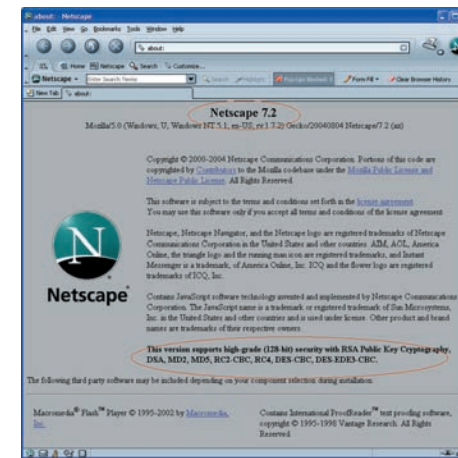 about: - Netscape
File Edit View Go Bookmarks Tools Window Help
about:
Home Netscape Search Customize...
Netscape Enter Search Terms Search Highlight Form Fill Clear Browser History
New Tab about:
Netscape 7.2
Mozilla/5.0 (Windows; U; Windows NT 5.1; en-US; rv:1.7.2) Gecko/20040804 Netscape/7.2 (ax)
Copyright © 2000-2004 Netscape Communications Corporation. Portions of this code are
copyrighted by Contributors to the Mozilla codebase under the Mozilla Public License and
Netscape Public License. All Rights Reserved.
This software is subject to the terms and conditions set forth in the license agreement.
You may use this software only if you accept all terms and conditions of the license agreement.
Netscape, Netscape Navigator, and the Netscape logo are registered trademarks of Netscape
Communications Corporation in the United States and other countries. AIM, AOL, America
Online, the triangle logo and the running man icon are registered trademarks, and Instant
Messenger is a trademark, of America Online, Inc. ICQ and the flower logo are registered
trademarks of ICQ, Inc.
N
Netscape
Contains JavaScript software technology invented and implemented by Netscape Communications
Corporation. The JavaScript name is a trademark or registered trademark of Sun Microsystems,
Inc. in the United States and other countries and is used under license. Other product and brand
names are trademarks of their respective owners.
This version supports high-grade (128-bit) security with RSA Public Key Cryptography,
DSA, MD2, MD5, RC2-CBC, RC4, DES-CBC, DES-EDE3-CBC.
The following third party software may be included depending on your component selection during installation:
Macromedia® Flash™ Player © 1995-2002 by Macromedia,
Inc.
Contains International ProofReader™ text proofing software,
copyright © 1995-1998 Vantage Research. All Rights
Reserved.